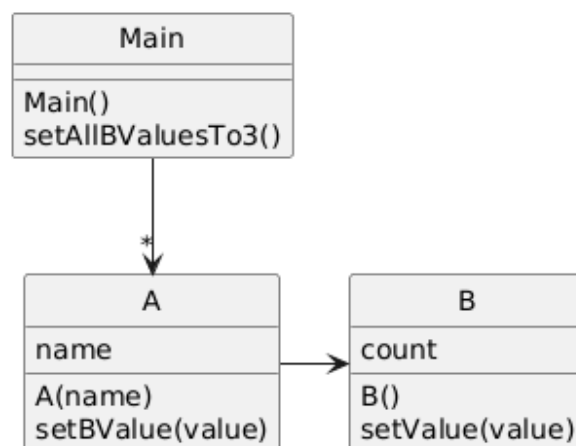 Main
Main()
setAllBValuesTo3()
*
A
name
A(name)
setBValue(value)
B
count
B()
setValue(value)